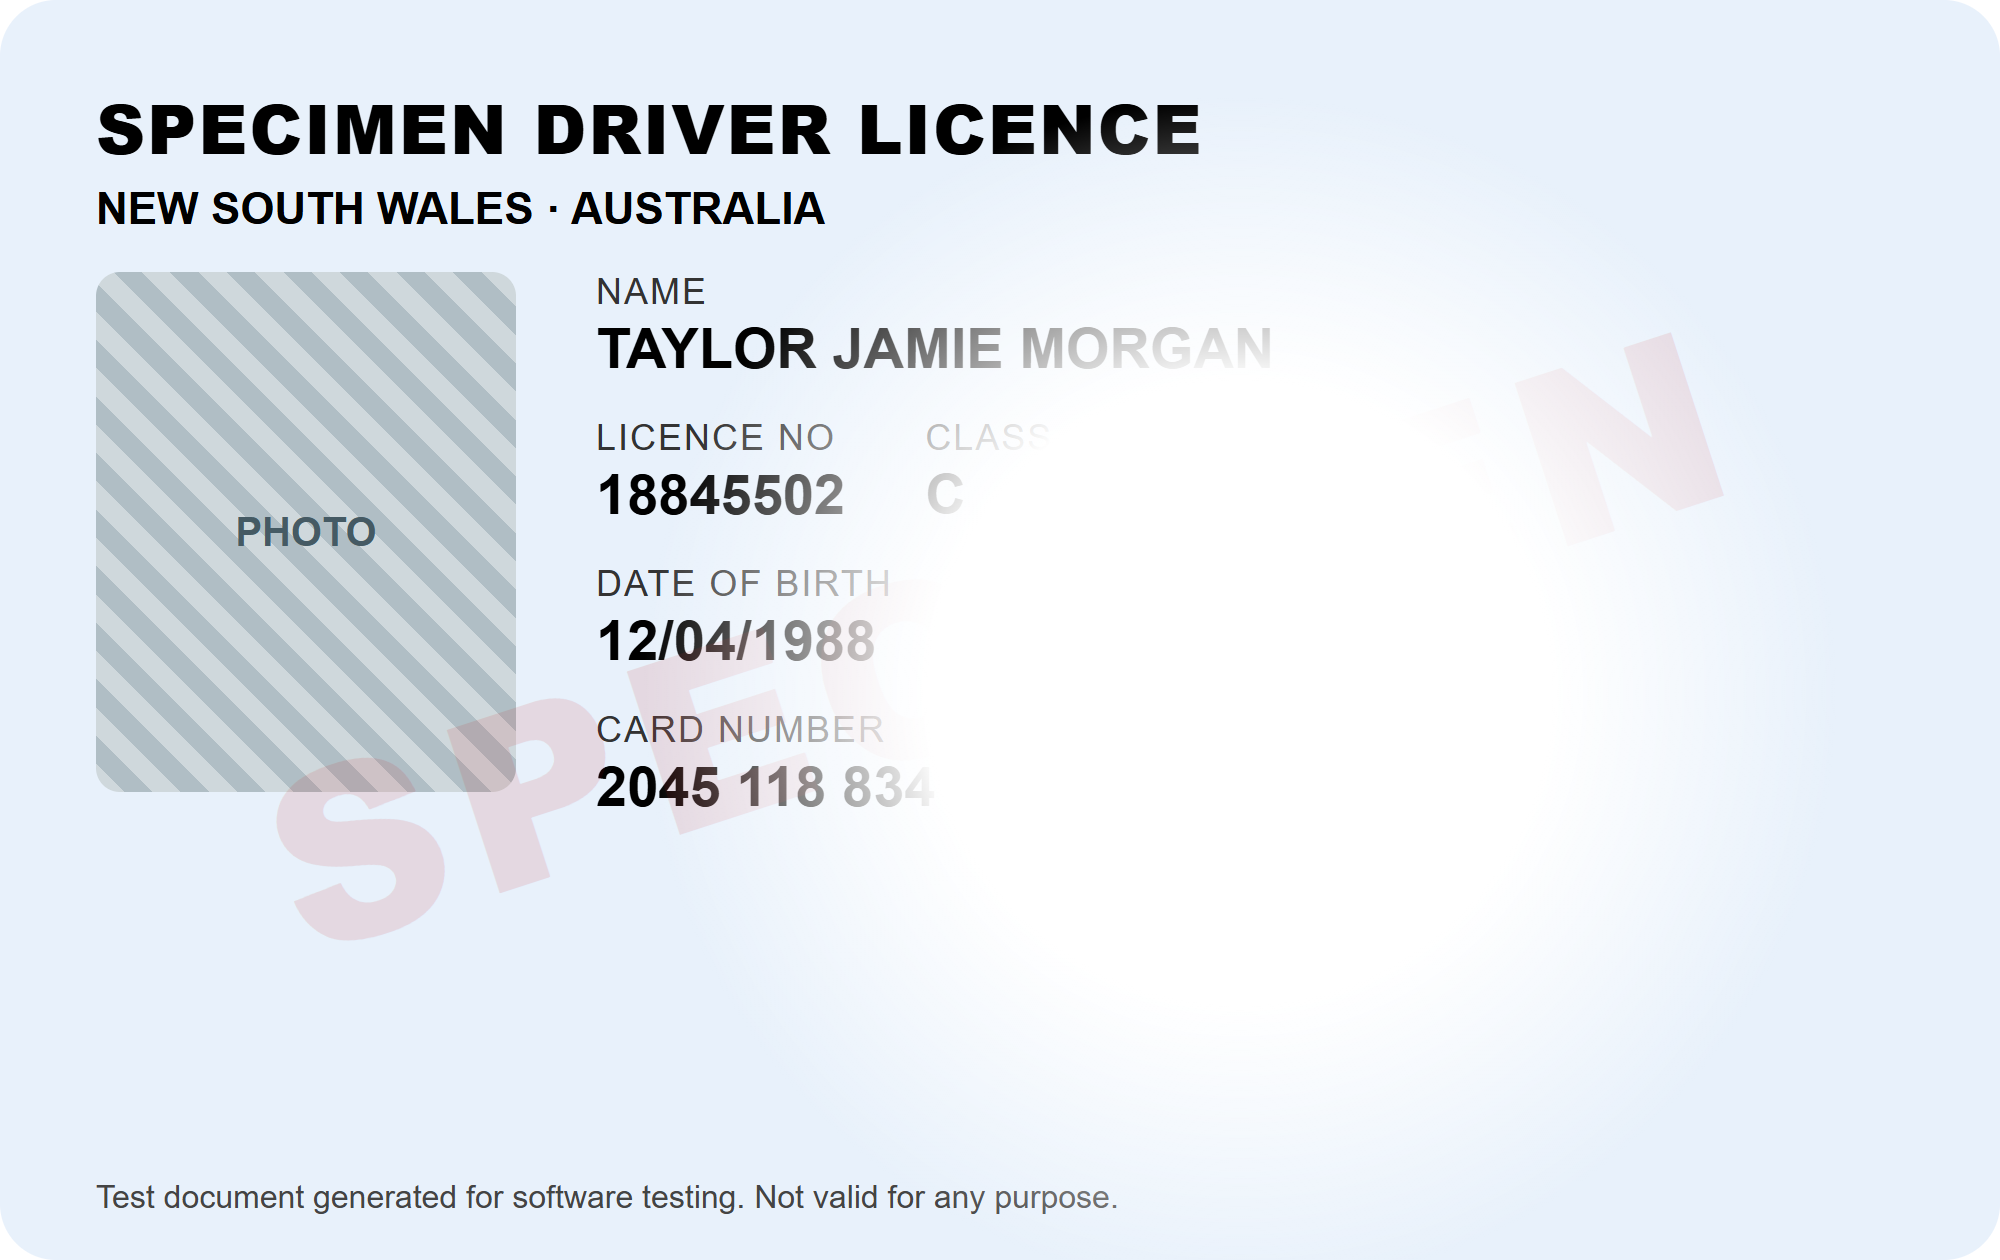 SPECIMEN DRIVER LICENCE
NEW SOUTH WALES · AUSTRALIA
PHOTO
NAME
TAYLOR JAMIE MORGAN
LICENCE NO CLASS
18845502 C
DATE OF BIRTH
12/04/1988
CARD NUMBER
2045 118 834
Test document generated for software testing. Not valid for any purpose.